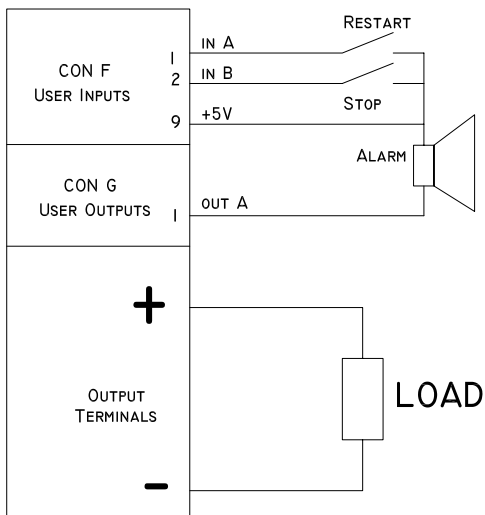 RESTART
IN A
1
CON F
IN B
2
USER INPUTS
STOP
+5V
9
ALARM
CON G
USER OUTPUTS
OUT A
1
+
LOAD
OUTPUT
TERMINALS
-